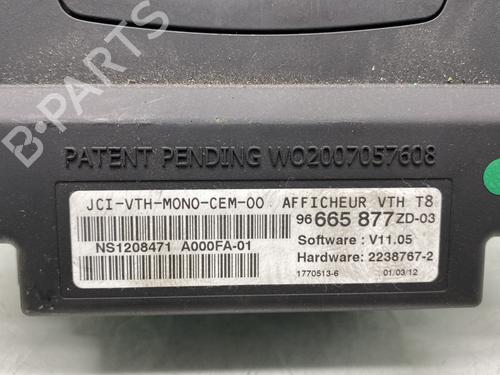 B-PARTS
PATENT PENDING WO2007057608
JCI-VTH-MONO-CEM-00 AFFICHEUR VTH T8
96 665 877 ZD-03
NS1208471 A000FA-01
Software : V11.05
Hardware: 2238767-2
1770513-6 01/03/12